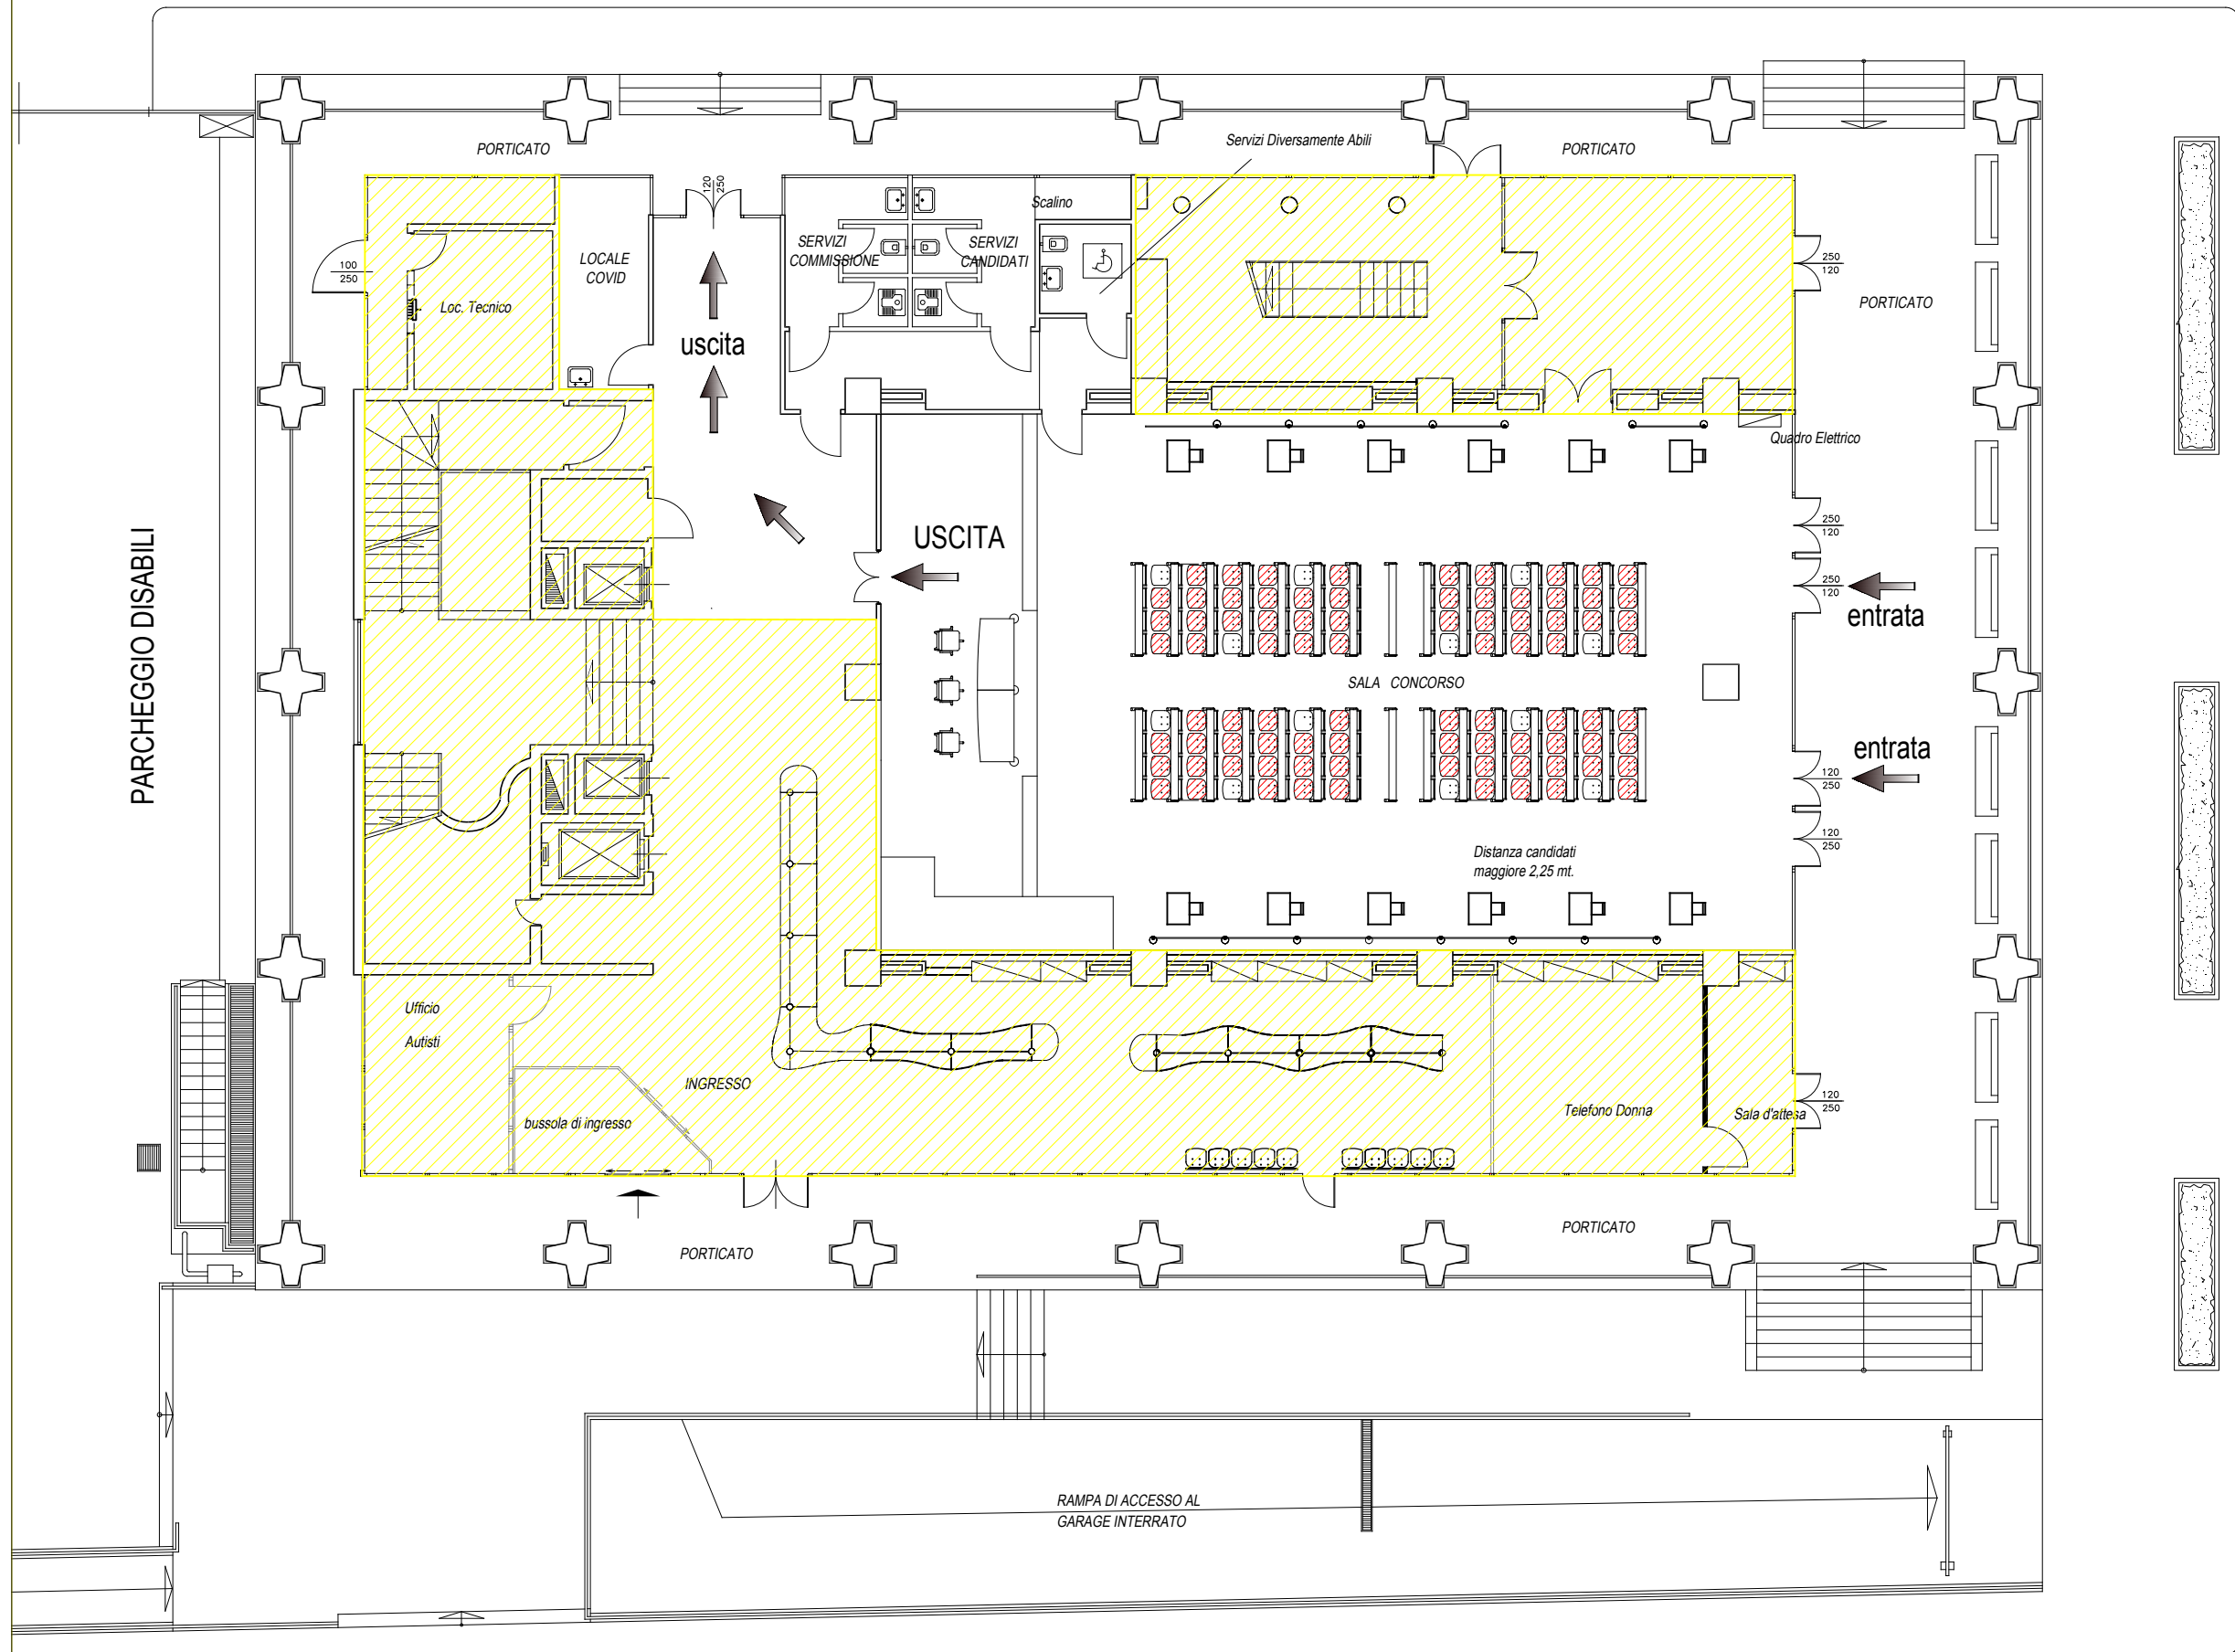 Servizi Diversamente Abili
PORTICATO
PORTICATO
120
250
Scalino
SERVIZI
COMMISSIONE
SERVIZI
CANDIDATI
LOCALE
COVID
100
250
250
120
Loc. Tecnico
PORTICATO
uscita
Quadro Elettrico
250
120
USCITA
250
120
entrata
PARCHEGGIO DISABILI
SALA CONCORSO
entrata
120
250
120
250
Distanza candidati
maggiore 2,25 mt.
Ufficio
Autisti
INGRESSO
bussola di ingresso
Telefono Donna
Sala d'attesa
120
250
PORTICATO
PORTICATO
RAMPA DI ACCESSO AL
GARAGE INTERRATO